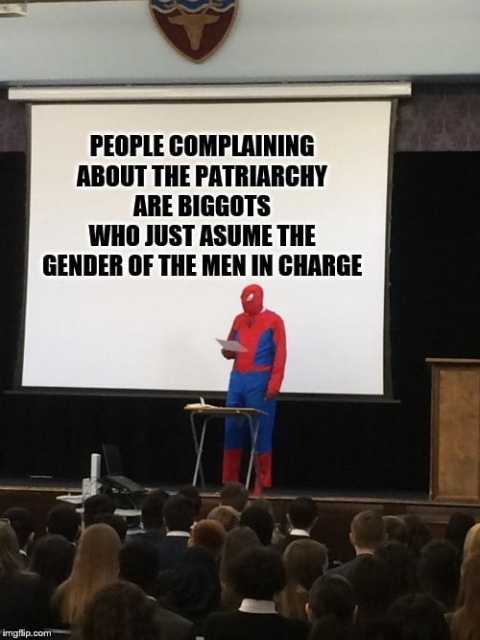 PEOPLE COMPLAINING
ABOUT THE PATRIARCHY
ARE BIGGOTS
WHO JUST ASUME THE
GENDER OF THE MEN IN CHARGE
imgflip.com